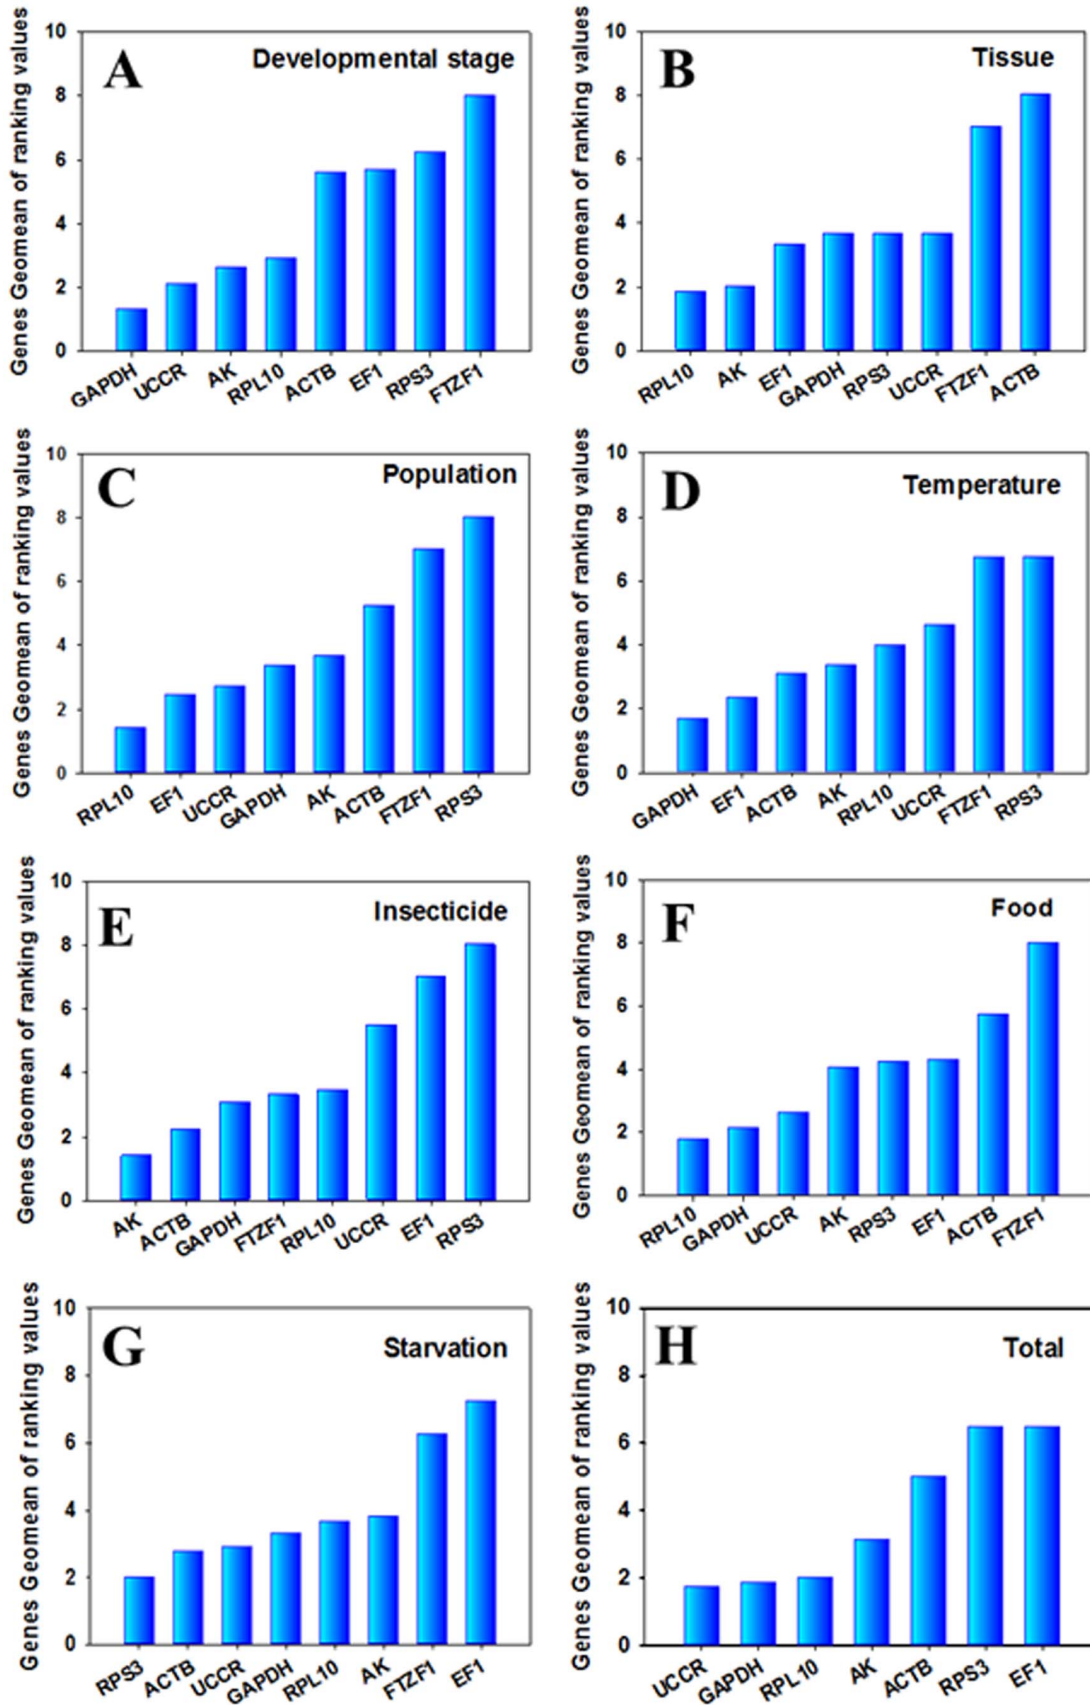 A
Developmental stage
Genes Geomean of ranking values
10
8
6
4
2
0
GAPDH UCCR AK RPL10 ACTB EF1 RPS3 FTZF1
B
Tissue
Genes Geomean of ranking values
10
8
6
4
2
0
RPL10 AK EF1 GAPDH RPS3 UCCR FTZF1 ACTB
C
Population
Genes Geomean of ranking values
10
8
6
4
2
0
RPL10 EF1 UCCR GAPDH AK ACTB FTZF1 RPS3
D
Temperature
Genes Geomean of ranking values
10
8
6
4
2
0
GAPDH EF1 ACTB AK RPL10 UCCR FTZF1 RPS3
E
Insecticide
Genes Geomean of ranking values
10
8
6
4
2
0
AK ACTB GAPDH FTZF1 RPL10 UCCR EF1 RPS3
F
Food
Genes Geomean of ranking values
10
8
6
4
2
0
RPL10 GAPDH UCCR AK RPS3 EF1 ACTB FTZF1
G
Starvation
Genes Geomean of ranking values
10
8
6
4
2
0
RPS3 ACTB UCCR GAPDH RPL10 AK FTZF1 EF1
H
Total
Genes Geomean of ranking values
10
8
6
4
2
0
UCCR GAPDH RPL10 AK ACTB RPS3 EF1